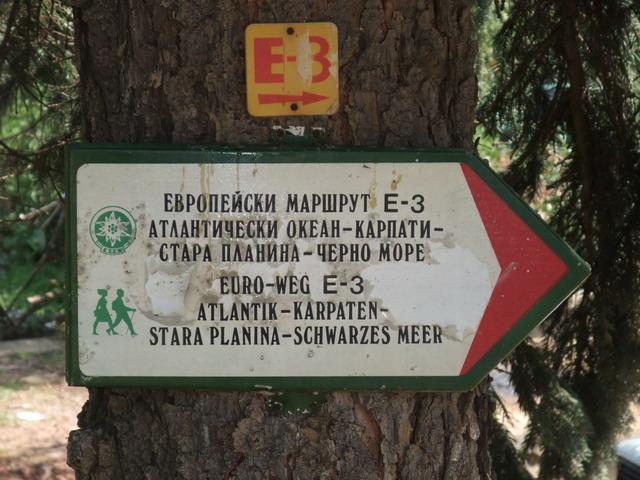 E-3
ЕВРОПЕЙСКИ МАРШРУТ E-3
АТЛАНТИЧЕСКИ ОКЕАН-КАРПАТИ-
СТАРА ПЛАНИНА-ЧЕРНО МОРЕ
EURO-WEG E-3
ATLANTIK-KARPATEN-
STARA PLANINA-SCHWARZES MEER